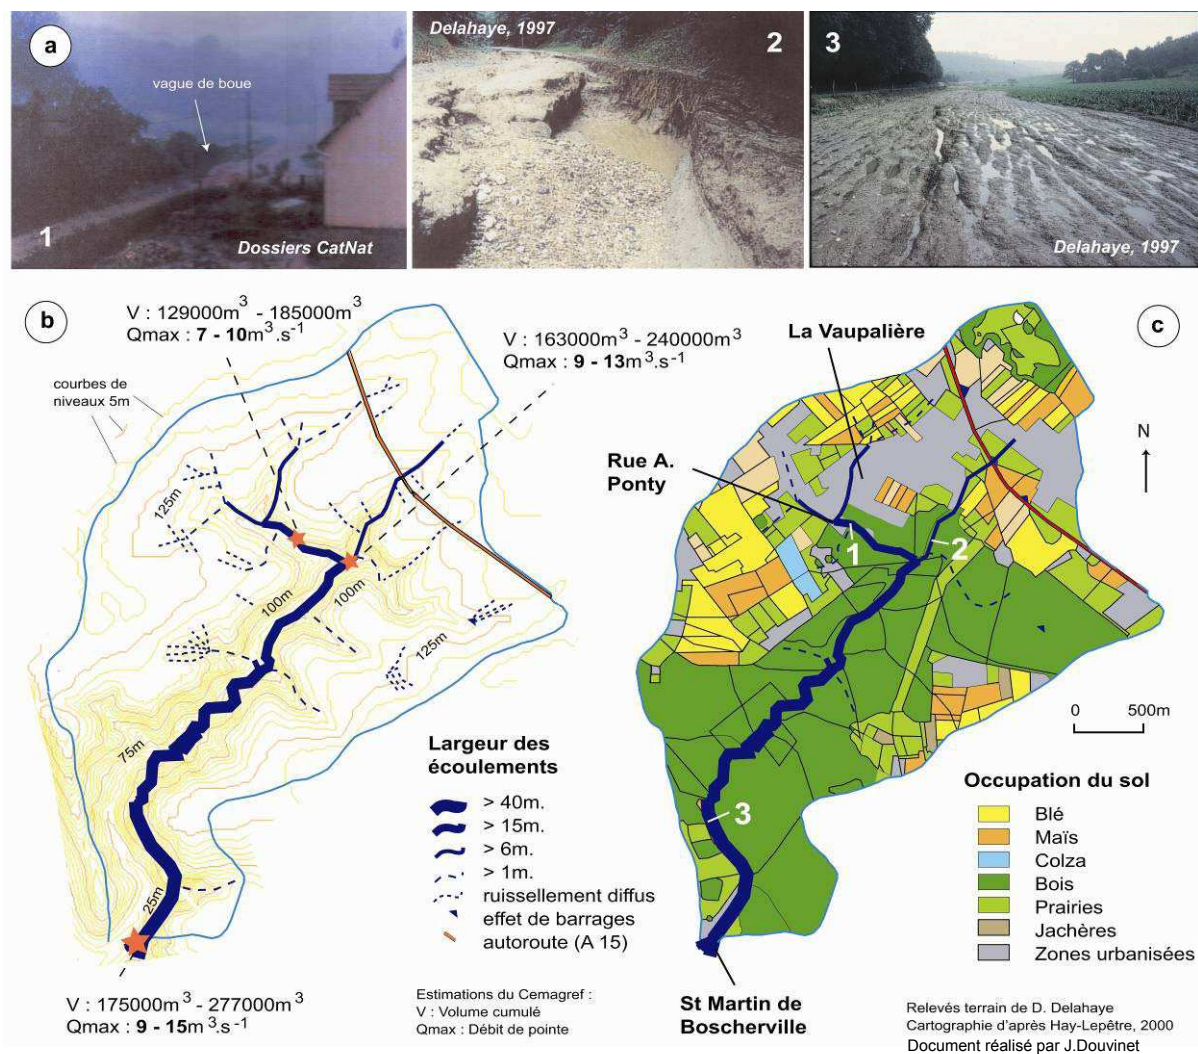 a
vague de boue
1
Dossiers CatNat
Delahaye, 1997
2
3
Delahaye, 1997
b
V : 129000m³ - 185000m³
Qmax : 7 - 10m³.s⁻¹
V : 163000m³ - 240000m³
Qmax : 9 - 13m³.s⁻¹
courbes de
niveaux 5m
125m
100m
100m
125m
75m
25m
V : 175000m³ - 277000m³
Qmax : 9 - 15m³.s⁻¹
Largeur des
écoulements
> 40m.
> 15m.
> 6m.
> 1m.
ruissellement diffus
effet de barrages
autoroute (A 15)
Estimations du Cemagref :
V : Volume cumulé
Qmax : Débit de pointe
c
La Vaupalière
Rue A.
Ponty
N
1
2
3
0 500m
Occupation du sol
Blé
Maïs
Colza
Bois
Prairies
Jachères
Zones urbanisées
St Martin de
Boscherville
Relevés terrain de D. Delahaye
Cartographie d'après Hay-Lepêtre, 2000
Document réalisé par J.Douvinet